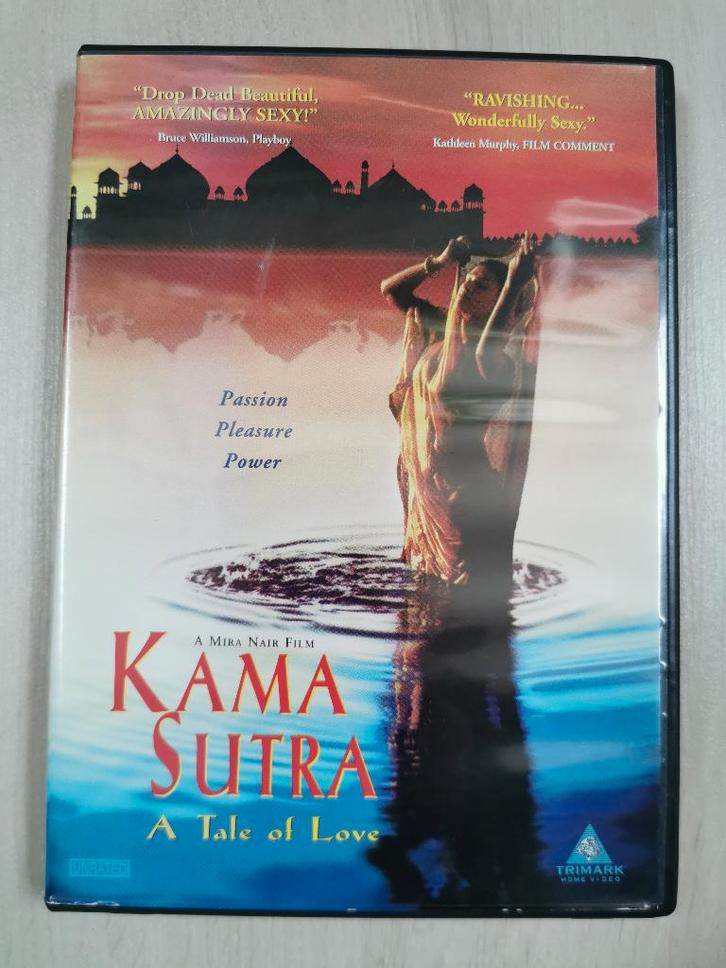 “Drop Dead Beautiful,
AMAZINGLY SEXY!”
Bruce Williamson, Playboy
“RAVISHING...
Wonderfully Sexy.”
Kathleen Murphy, FILM COMMENT
Passion
Pleasure
Power
A MIRA NAIR FILM
KAMA
SUTRA
A Tale of Love
UNRATED
TRIMARK
HOME VIDEO